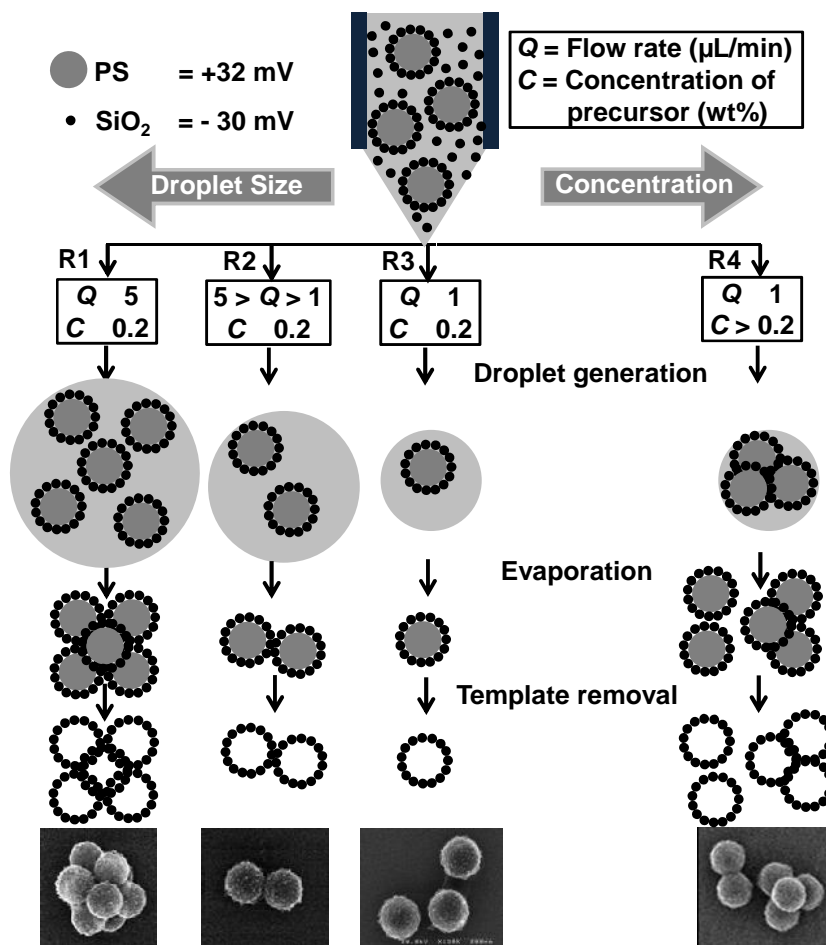 PS = +32 mV
SiO₂ = - 30 mV
Q = Flow rate (µL/min)
C = Concentration of
precursor (wt%)
Droplet Size
Concentration
R1
R2
R3
R4
Q 5
C 0.2
5 > Q > 1
C 0.2
Q 1
C 0.2
Q 1
C > 0.2
Droplet generation
Evaporation
Template removal